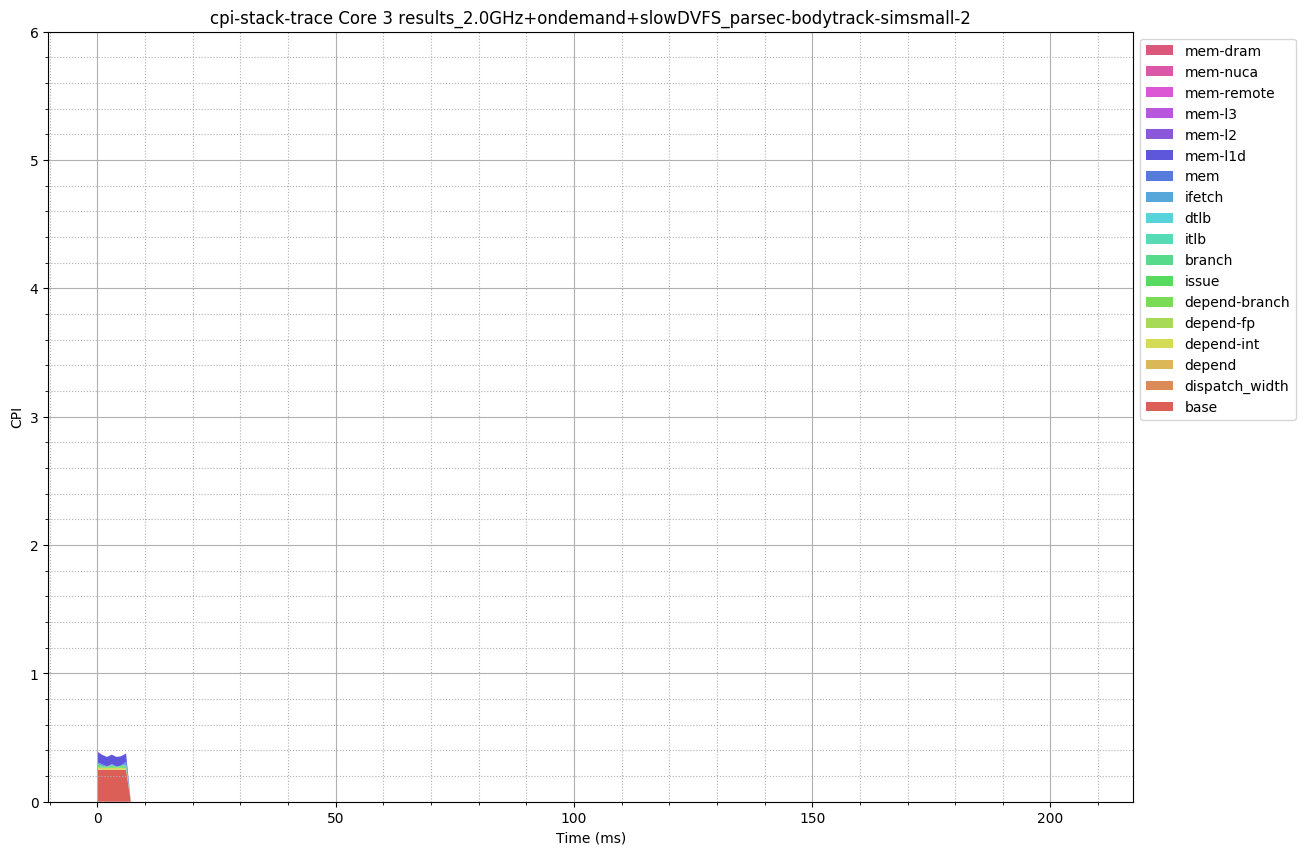 cpi-stack-trace Core 3 results_2.0GHz+ondemand+slowDVFS_parsec-bodytrack-simsmall-2
6
5
4
3
2
1
0
CPI
0
50
100
150
200
Time (ms)
mem-dram
mem-nuca
mem-remote
mem-l3
mem-l2
mem-l1d
mem
ifetch
dtlb
itlb
branch
issue
depend-branch
depend-fp
depend-int
depend
dispatch_width
base